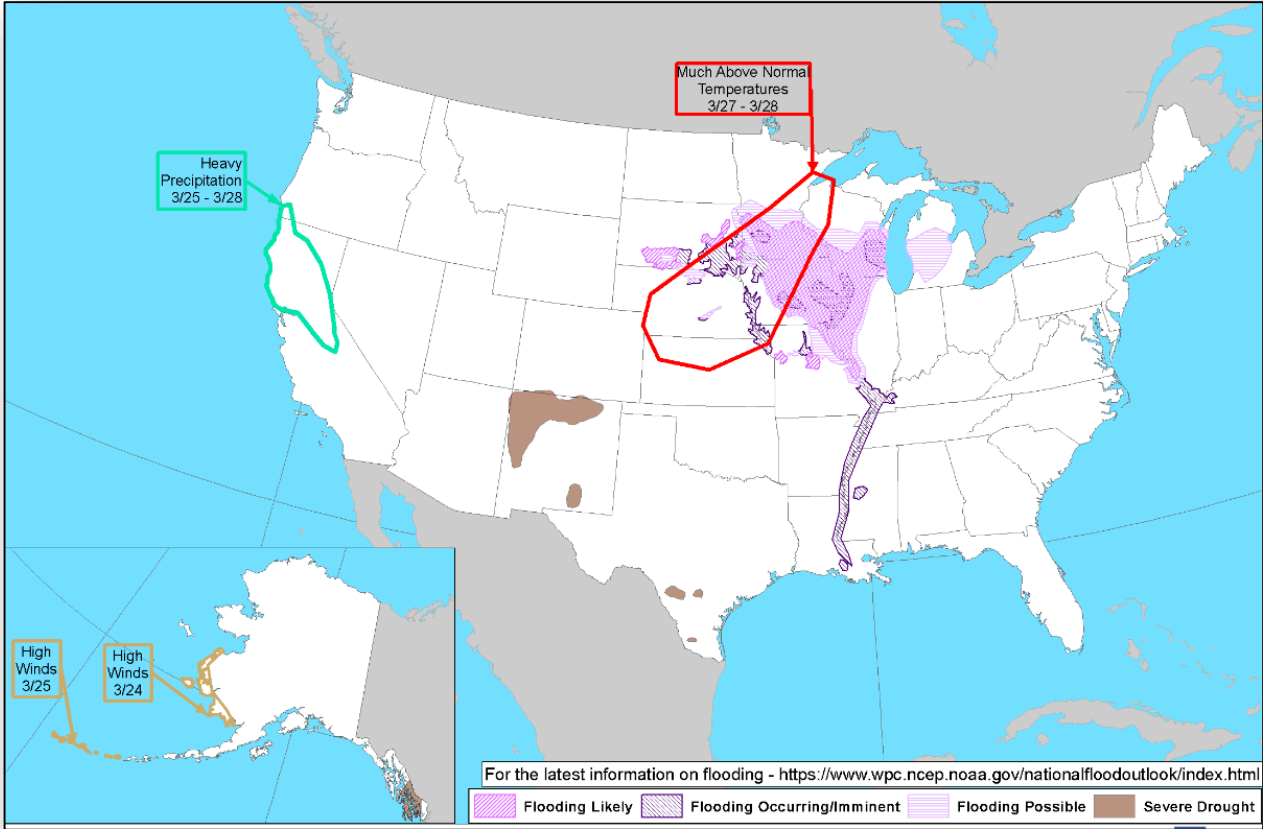 Much Above Normal
Temperatures
3/27 - 3/28
Heavy
Precipitation
3/25 - 3/28
High
Winds
3/25
High
Winds
3/24
For the latest information on flooding - https://www.wpc.ncep.noaa.gov/nationalfloodoutlook/index.html
Flooding Likely
Flooding Occurring/Imminent
Flooding Possible
Severe Drought